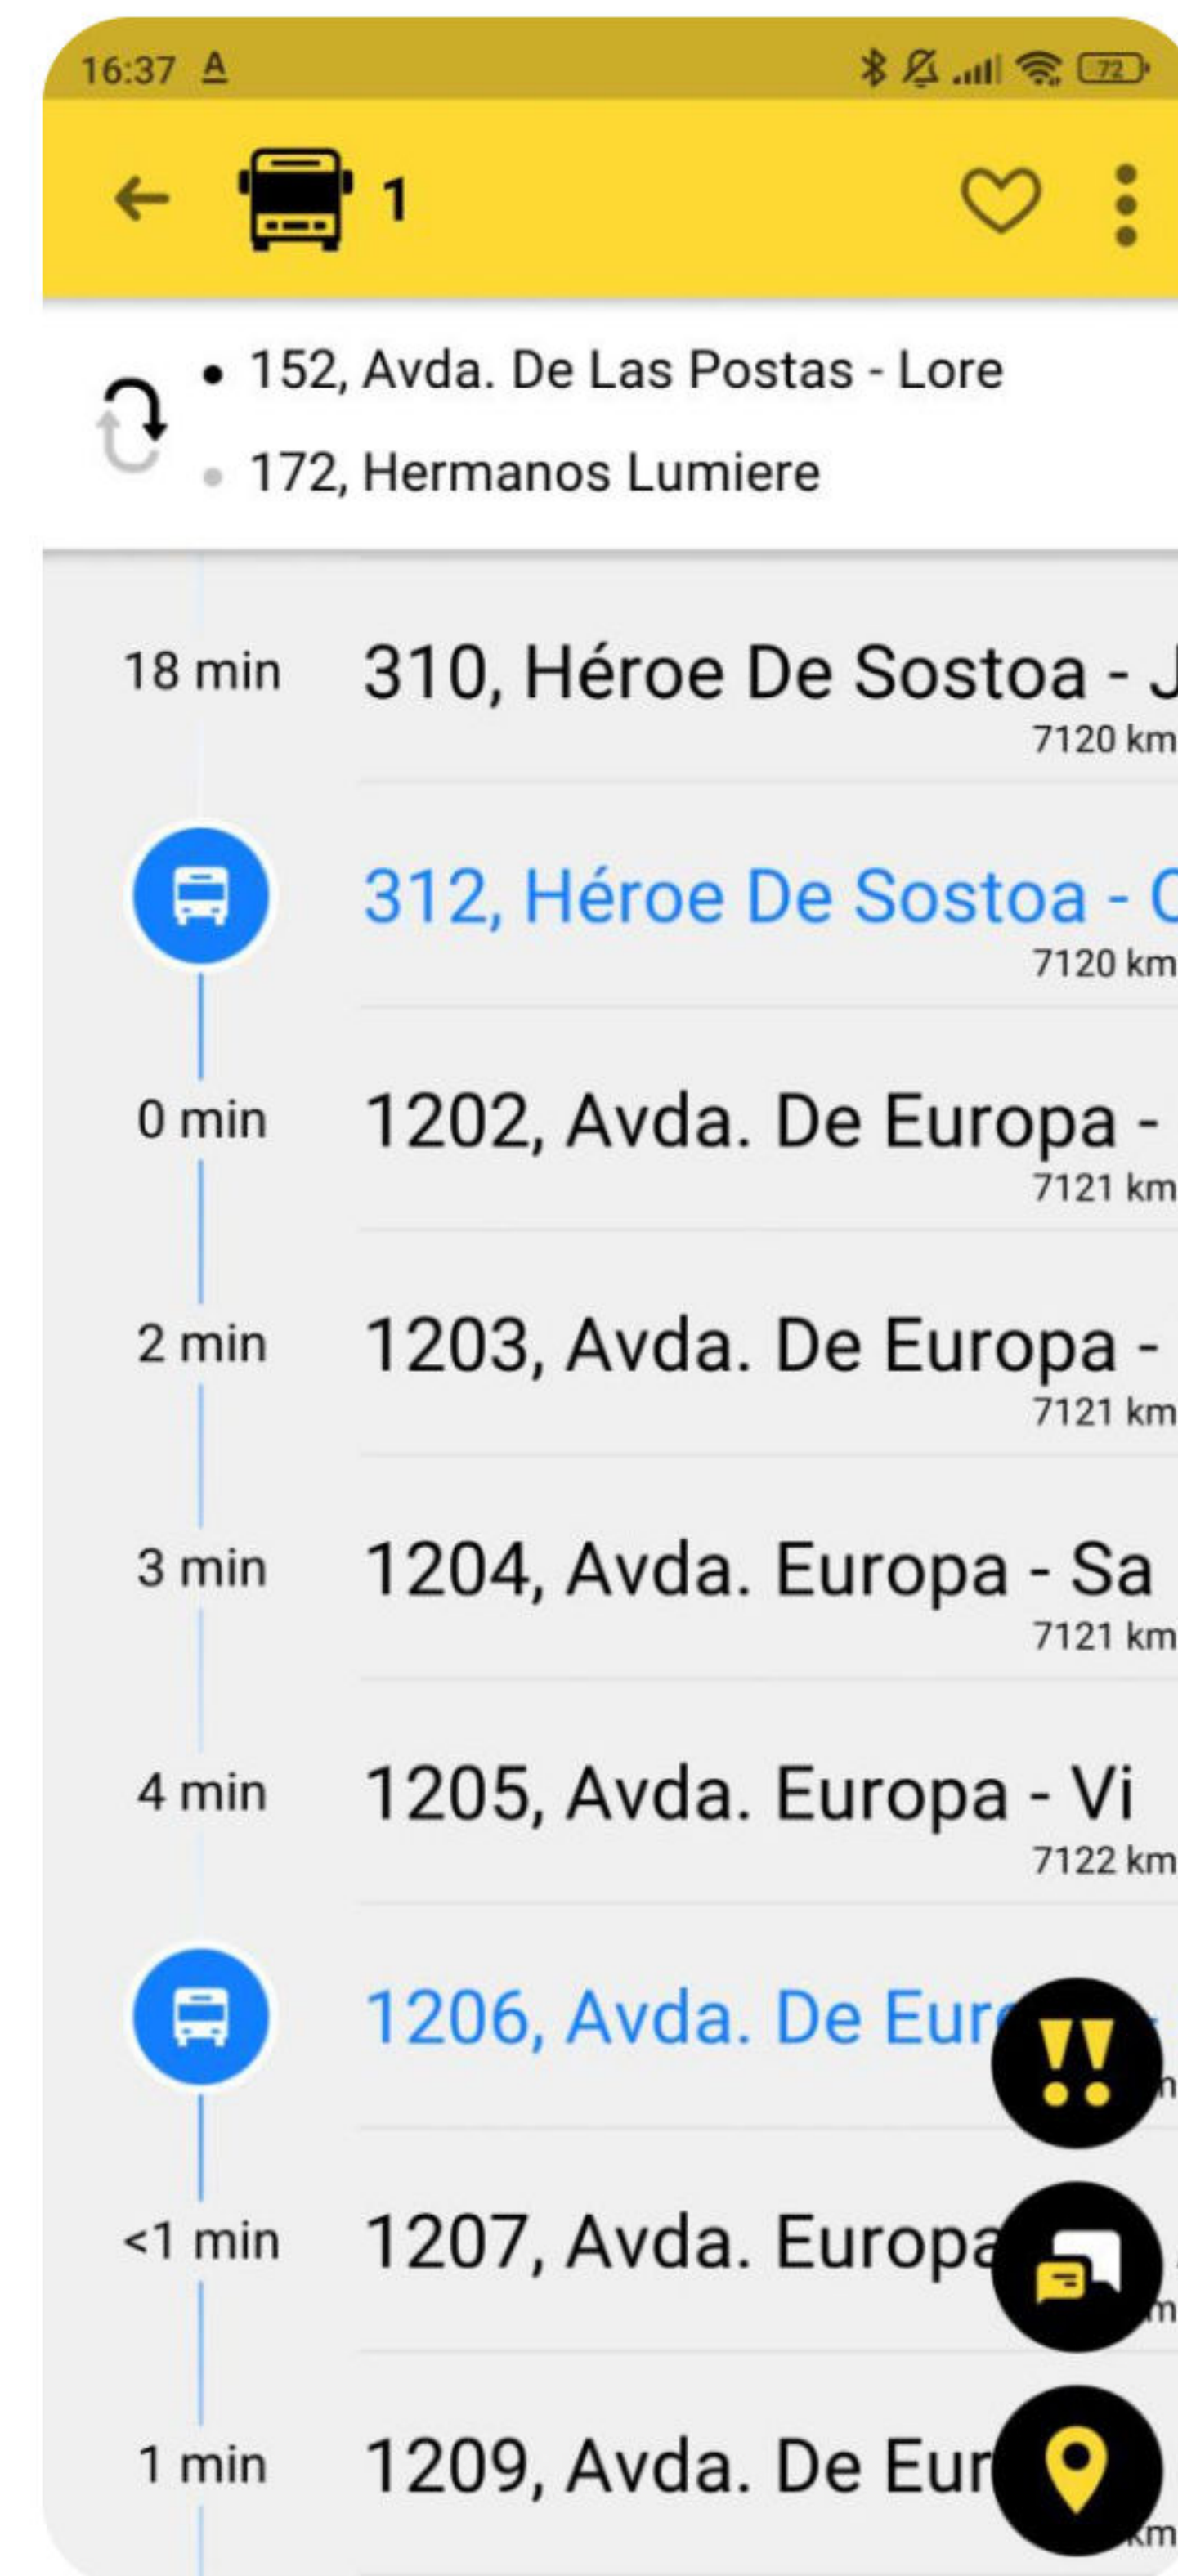 16:37 A
72
1
152, Avda. De Las Postas - Lore
172, Hermanos Lumiere
18 min 310, Héroe De Sostoa - J
7120 km
312, Héroe De Sostoa - C
7120 km
0 min 1202, Avda. De Europa -
7121 km
2 min 1203, Avda. De Europa -
7121 km
3 min 1204, Avda. Europa - Sa
7121 km
4 min 1205, Avda. Europa - Vi
7122 km
1206, Avda. De Eur
<1 min 1207, Avda. Europa
1 min 1209, Avda. De Eur
km